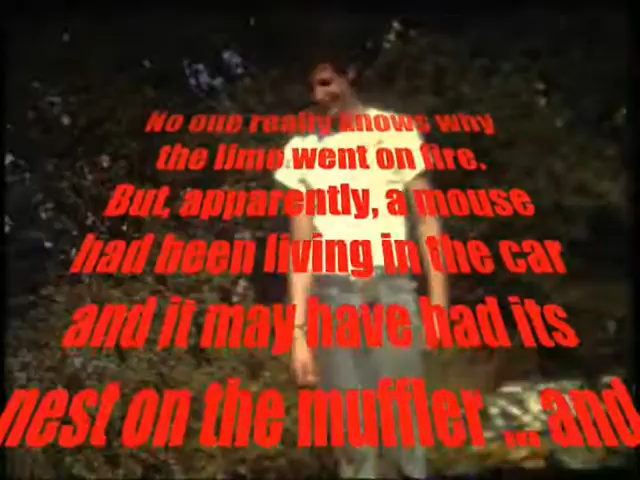 No one really knows why
the limo went on fire.
But, apparently, a mouse
had been living in the car
and it may have had its
nest on the muffler ... and